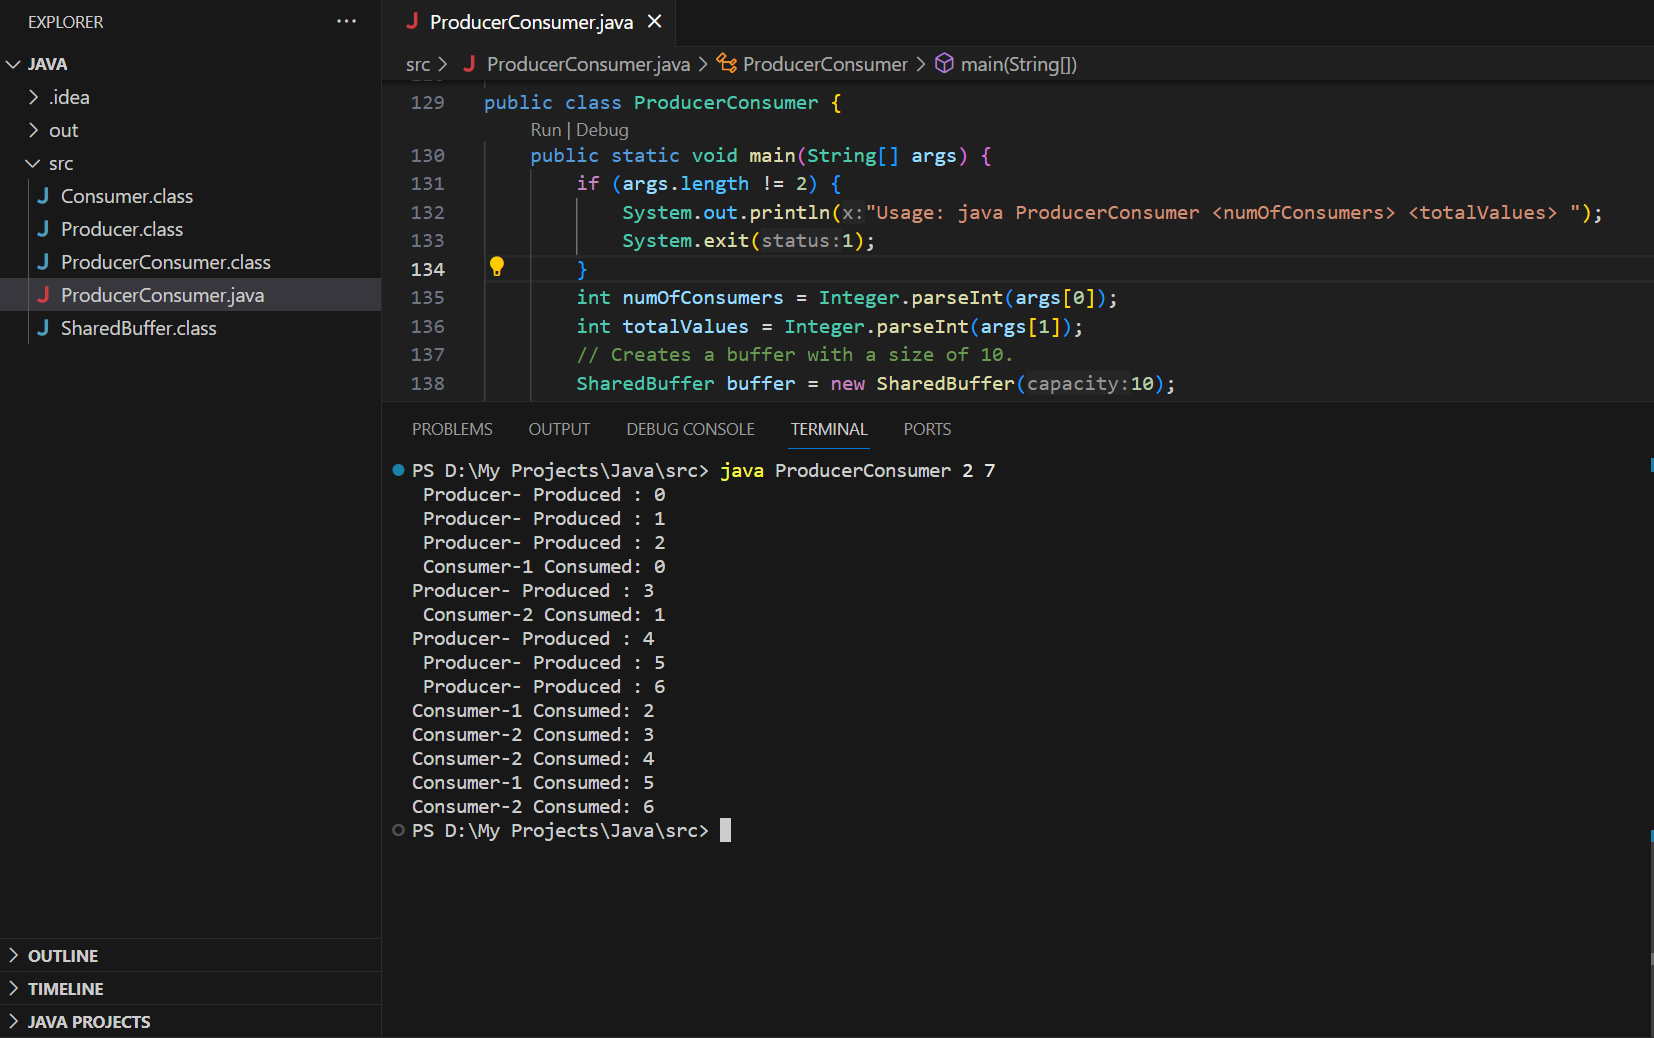 EXPLORER
JAVA
.idea
out
src
Consumer.class
Producer.class
ProducerConsumer.class
ProducerConsumer.java
SharedBuffer.class
OUTLINE
TIMELINE
JAVA PROJECTS
ProducerConsumer.java
src > ProducerConsumer.java > ProducerConsumer > main(String[])
129 public class ProducerConsumer {
Run | Debug
130 public static void main(String[] args) {
131 if (args.length != 2) {
132 System.out.println(x:"Usage: java ProducerConsumer <numOfConsumers> <totalValues> ");
133 System.exit(status:1);
134 }
135 int numOfConsumers = Integer.parseInt(args[0]);
136 int totalValues = Integer.parseInt(args[1]);
137 // Creates a buffer with a size of 10.
138 SharedBuffer buffer = new SharedBuffer(capacity:10);
PROBLEMS OUTPUT DEBUG CONSOLE TERMINAL PORTS
PS D:\My Projects\Java\src> java ProducerConsumer 2 7
Producer- Produced : 0
Producer- Produced : 1
Producer- Produced : 2
Consumer-1 Consumed: 0
Producer- Produced : 3
Consumer-2 Consumed: 1
Producer- Produced : 4
Producer- Produced : 5
Producer- Produced : 6
Consumer-1 Consumed: 2
Consumer-2 Consumed: 3
Consumer-2 Consumed: 4
Consumer-1 Consumed: 5
Consumer-2 Consumed: 6
PS D:\My Projects\Java\src>